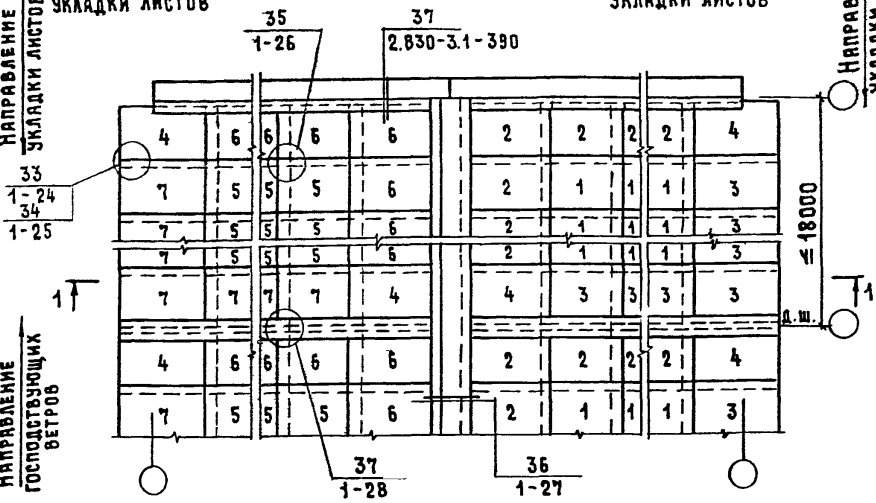 УКЛАДКИ ЛИСТОВ УКЛАДКИ ЛИСТОВ
НАПРАВЛЕНИЕ
УКЛАДКИ ЛИСТОВ
35
1-26
37
2.830-3.1-390
НАПРАВ
УКЛАДКИ
4 6 6 6 6 2 2 2 2 4
33
1-24
34
1-25
7 5 5 5 6 2 1 1 1 3
7 5 5 5 6 2 1 1 1 3
7 5 5 5 6 2 1 1 1 3
≤ 18000
1 7 7 7 7 4 4 3 3 3 3 1
Д.Ш.
4 6 6 6 6 2 2 2 2 4
7 5 5 5 6 2 1 1 1 3
НАПРАВЛЕНИЕ
ГОСПОДСТВУЮЩИХ
ВЕТРОВ
37
1-28
36
1-27